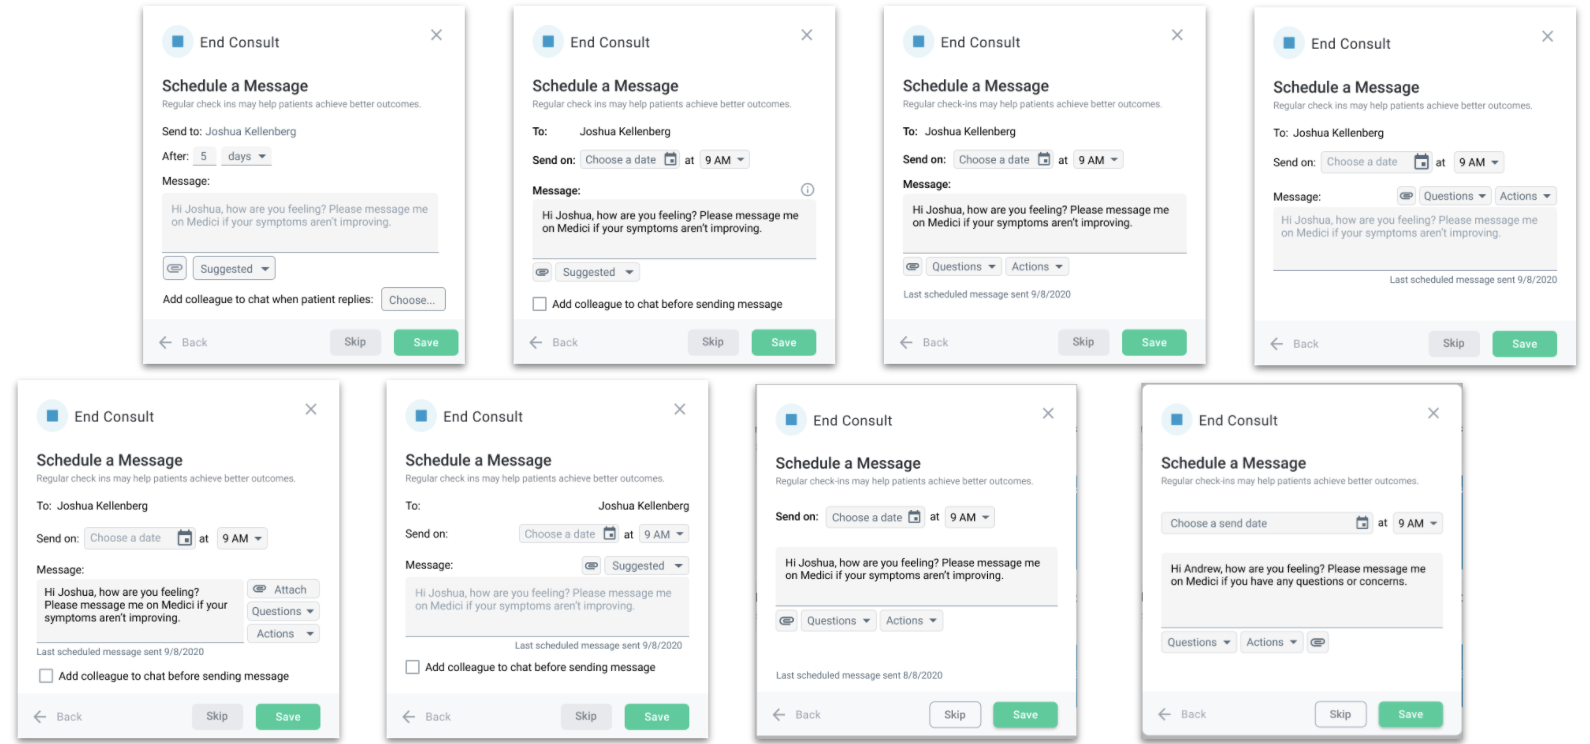 End Consult
Schedule a Message
Regular check ins may help patients achieve better outcomes.
Send to: Joshua Kellenberg
After: 5 days
Message:
Hi Joshua, how are you feeling? Please message me
on Medici if your symptoms aren't improving.
Suggested
Add colleague to chat when patient replies: Choose...
Back Skip Save
End Consult
Schedule a Message
Regular check ins may help patients achieve better outcomes.
To: Joshua Kellenberg
Send on: Choose a date at 9 AM
Message:
Hi Joshua, how are you feeling? Please message me
on Medici if your symptoms aren't improving.
Suggested
Add colleague to chat before sending message
Back Skip Save
End Consult
Schedule a Message
Regular check-ins may help patients achieve better outcomes.
To: Joshua Kellenberg
Send on: Choose a date at 9 AM
Message:
Hi Joshua, how are you feeling? Please message me
on Medici if your symptoms aren't improving.
Questions Actions
Last scheduled message sent 9/8/2020
Back Skip Save
End Consult
Schedule a Message
Regular check ins may help patients achieve better outcomes.
To: Joshua Kellenberg
Send on: Choose a date at 9 AM
Message: Questions Actions
Hi Joshua, how are you feeling? Please message me
on Medici if your symptoms aren't improving.
Last scheduled message sent 9/8/2020
Back Skip Save
End Consult
Schedule a Message
Regular check ins may help patients achieve better outcomes.
To: Joshua Kellenberg
Send on: Choose a date at 9 AM
Message:
Hi Joshua, how are you feeling?
Please message me on Medici if your
symptoms aren't improving.
Attach
Questions
Actions
Last scheduled message sent 9/8/2020
Add colleague to chat before sending message
Back Skip Save
End Consult
Schedule a Message
Regular check ins may help patients achieve better outcomes.
To: Joshua Kellenberg
Send on: Choose a date at 9 AM
Message: Suggested
Hi Joshua, how are you feeling? Please message me
on Medici if your symptoms aren't improving.
Last scheduled message sent 9/8/2020
Add colleague to chat before sending message
Back Skip Save
End Consult
Schedule a Message
Regular check-ins may help patients achieve better outcomes.
Send on: Choose a date at 9 AM
Hi Joshua, how are you feeling? Please message me
on Medici if your symptoms aren't improving.
Questions Actions
Last scheduled message sent 8/8/2020
Back Skip Save
End Consult
Schedule a Message
Regular check-ins may help patients achieve better outcomes.
Choose a send date at 9 AM
Hi Andrew, how are you feeling? Please message me
on Medici if you have any questions or concerns.
Questions Actions
Back Skip Save